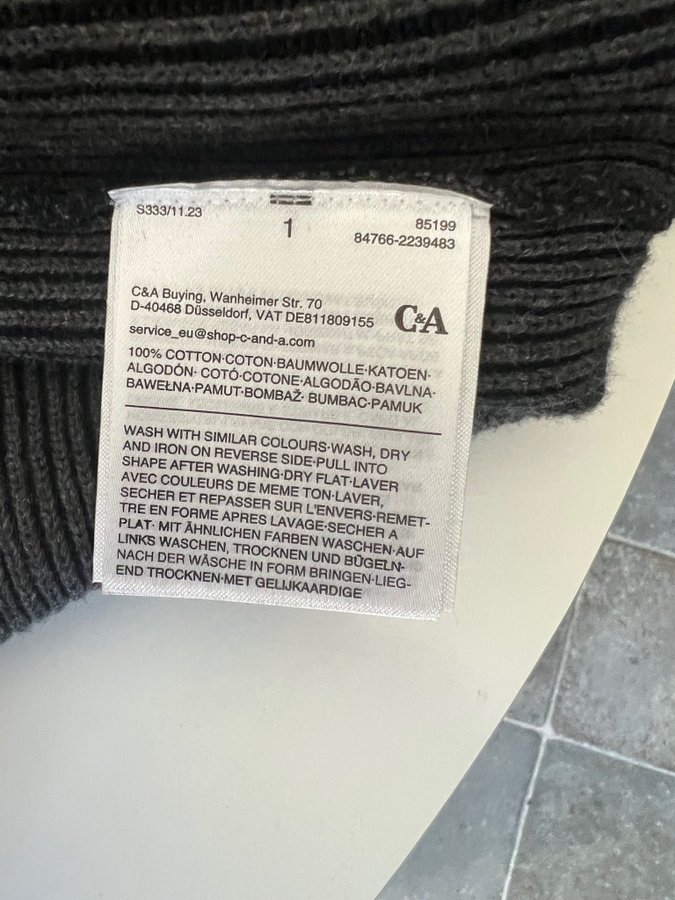 S333/11.23
1
85199
84766-2239483
C&A Buying, Wanheimer Str. 70
D-40468 Düsseldorf, VAT DE811809155
C&A
service_eu@shop-c-and-a.com
100% COTTON·COTON·BAUMWOLLE·KATOEN·
ALGODÓN· COTÓ·COTONE·ALGODÃO·BAVLNA·
BAWEŁNA·PAMUT·BOMBAŽ· BUMBAC·PAMUK
WASH WITH SIMILAR COLOURS·WASH, DRY
AND IRON ON REVERSE SIDE·PULL INTO
SHAPE AFTER WASHING·DRY FLAT·LAVER
AVEC COULEURS DE MEME TON·LAVER,
SECHER ET REPASSER SUR L'ENVERS·REMET-
TRE EN FORME APRES LAVAGE·SECHER A
PLAT· MIT ÄHNLICHEN FARBEN WASCHEN·AUF
LINKS WASCHEN, TROCKNEN UND BÜGELN·
NACH DER WÄSCHE IN FORM BRINGEN·LIEG-
END TROCKNEN·MET GELIJKAARDIGE